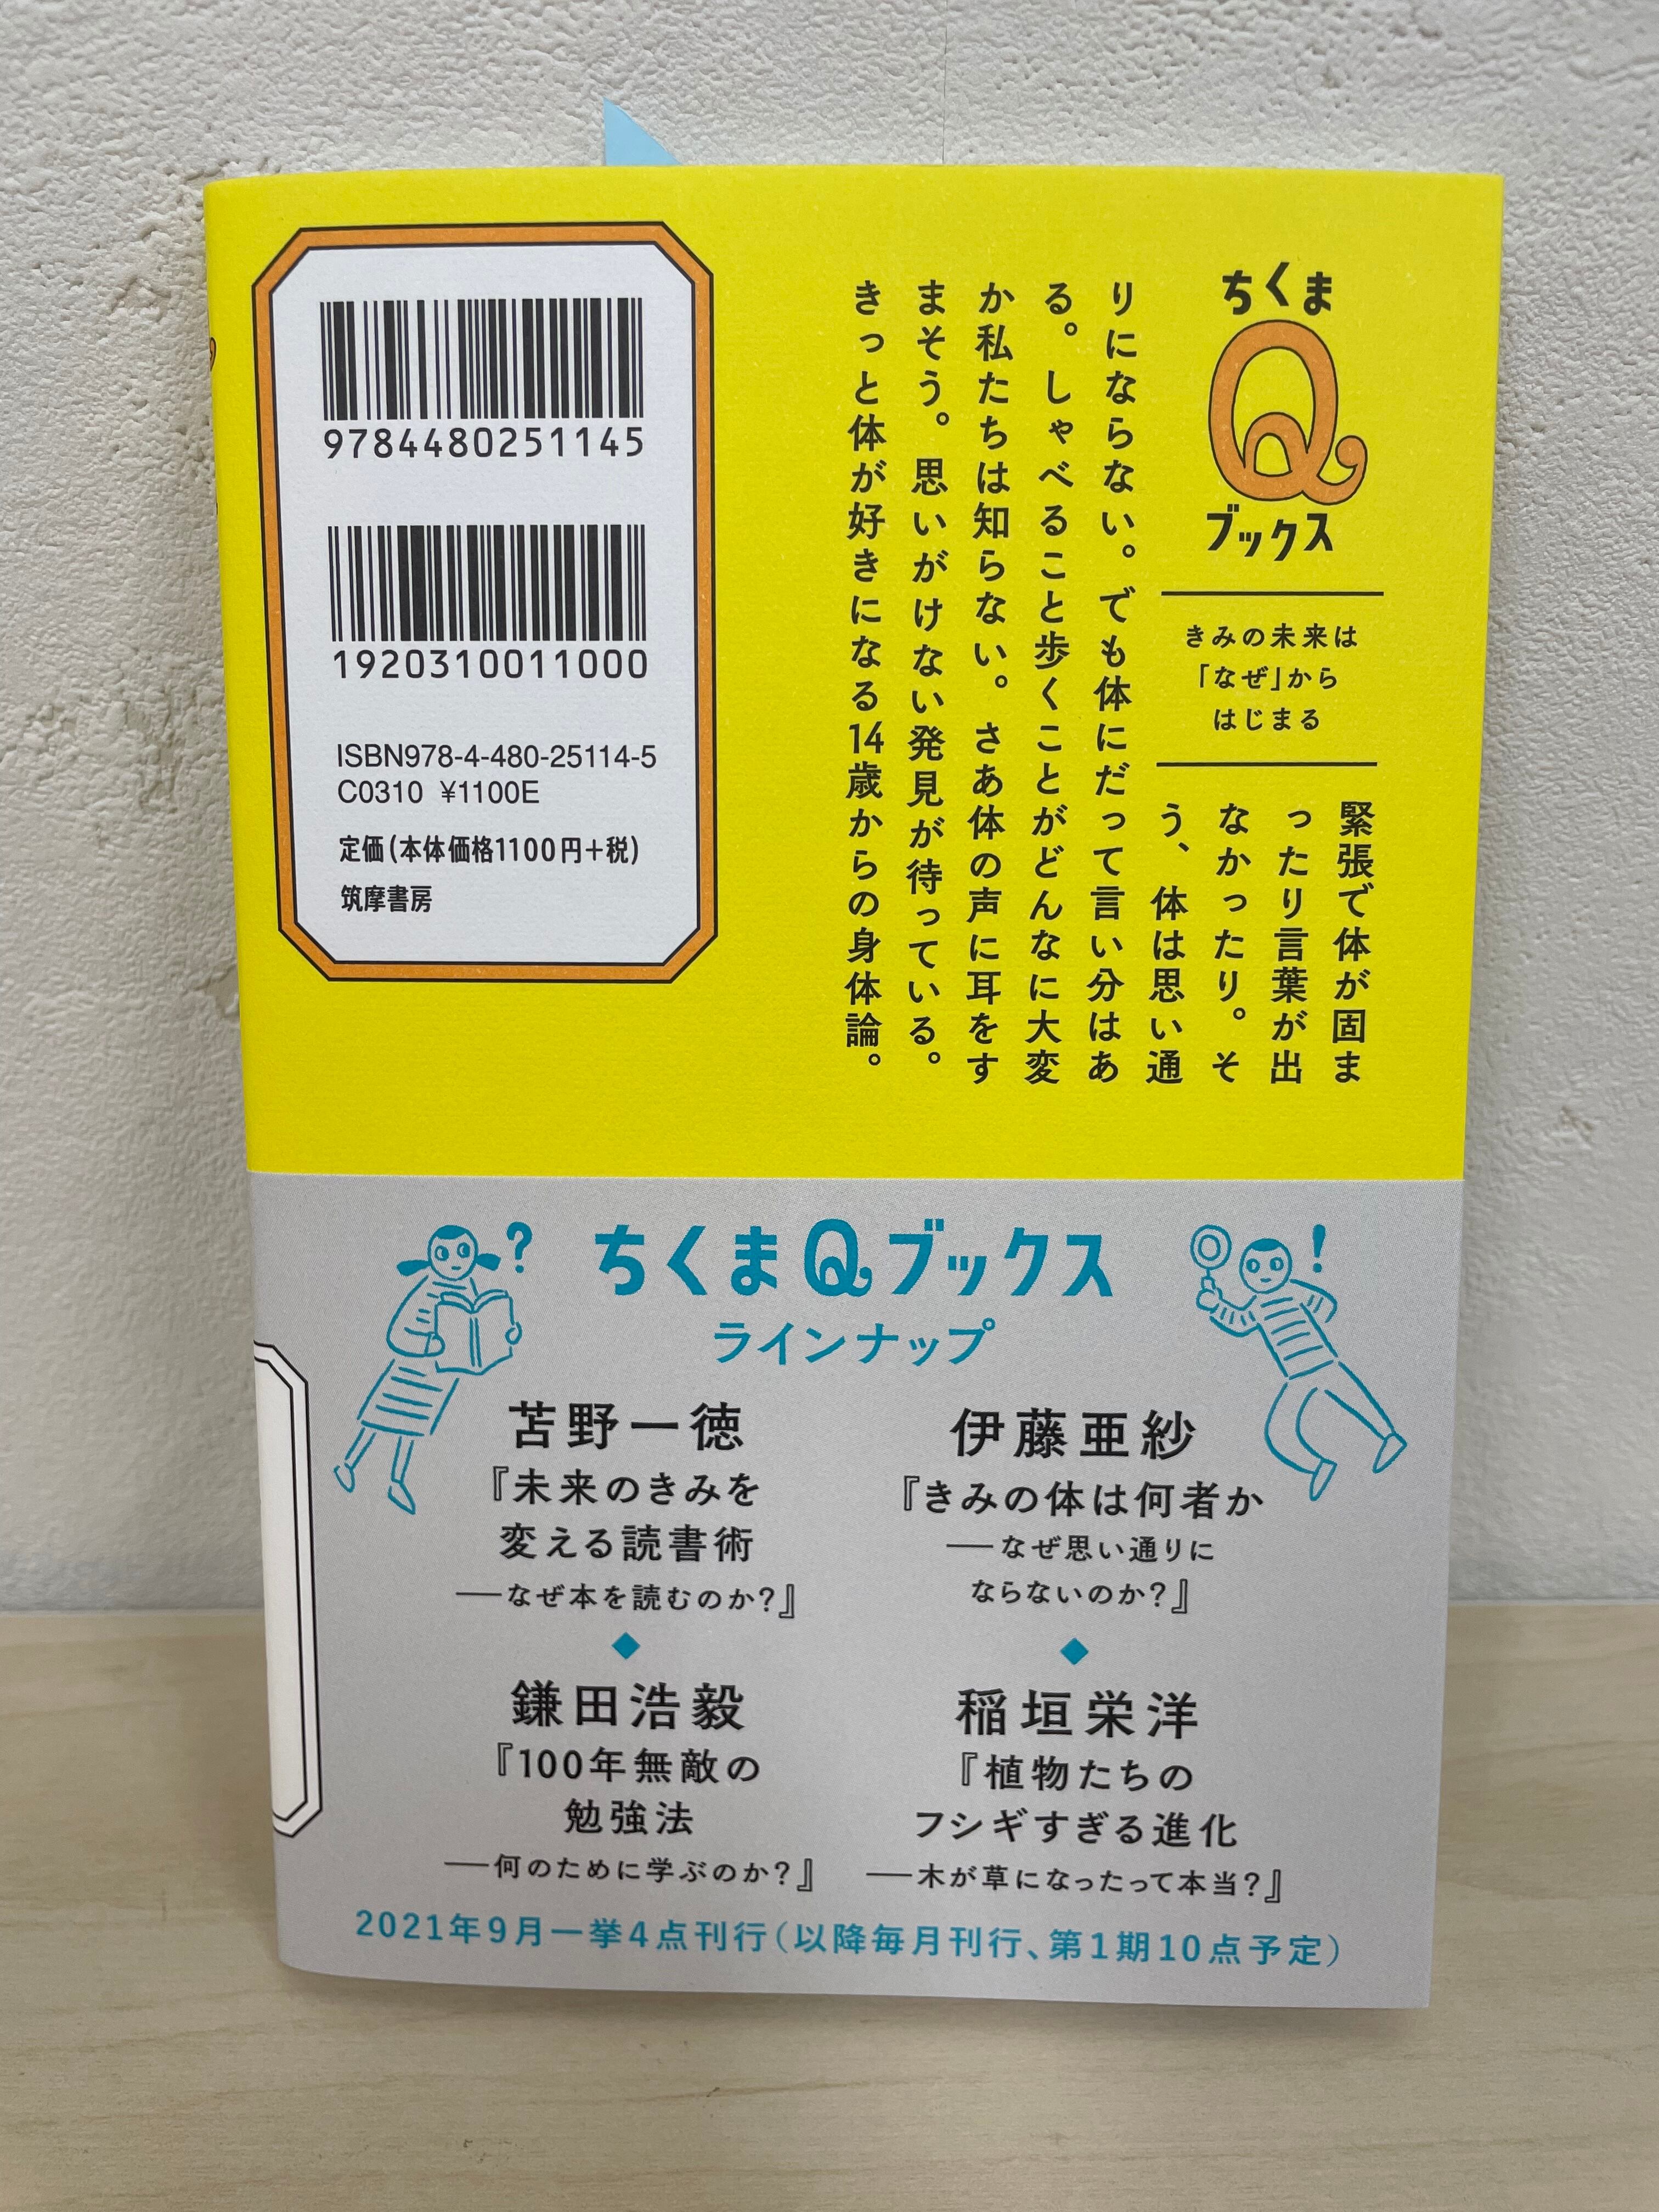 ちくま
Q
ブックス
きみの未来は
「なぜ」から
はじまる
緊張で体が固ま
ったり言葉が出
なかったり。そ
う、体は思い通
りにならない。でも体にだって言い分はあ
る。しゃべること歩くことがどんなに大変
か私たちは知らない。さあ体の声に耳をす
まそう。思いがけない発見が待っている。
きっと体が好きになる14歳からの身体論。
9784480251145
1920310011000
ISBN978-4-480-25114-5
C0310 ¥1100E
定価(本体価格1100円+税)
筑摩書房
?
!
ちくまQブックス
ラインナップ
伊藤亜紗
『きみの体は何者か
──なぜ思い通りに
ならないのか?』
苫野一徳
『未来のきみを
変える読書術
──なぜ本を読むのか?』
稲垣栄洋
『植物たちの
フシギすぎる進化
──木が草になったって本当?』
鎌田浩毅
『100年無敵の
勉強法
──何のために学ぶのか?』
2021年9月一挙4点刊行(以降毎月刊行、第1期10点予定)